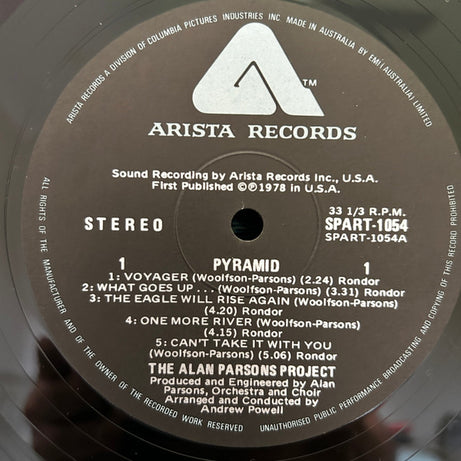 ARISTA RECORDS A DIVISION OF COLUMBIA PICTURES INDUSTRIES INC. MADE IN AUSTRALIA BY EMI (AUSTRALIA) LIMITED
TM
ARISTA RECORDS
Sound Recording by Arista Records Inc., U.S.A.
First Published ©℗1978 in U.S.A.
STEREO
33 1/3 R.P.M.
SPART-1054
SPART-1054A
1 PYRAMID 1
1: VOYAGER (Woolfson-Parsons) (2.24) Rondor
2: WHAT GOES UP . . . (Woolfson-Parsons) (3.31) Rondor
3: THE EAGLE WILL RISE AGAIN (Woolfson-Parsons)
(4.20) Rondor
4: ONE MORE RIVER (Woolfson-Parsons)
(4.15) Rondor
5: CAN'T TAKE IT WITH YOU
(Woolfson-Parsons) (5.06) Rondor
THE ALAN PARSONS PROJECT
Produced and Engineered by Alan
Parsons, Orchestra and Choir
Arranged and Conducted by
Andrew Powell
ALL RIGHTS OF THE MANUFACTURER AND OF THE OWNER OF THE RECORDED WORK RESERVED
UNAUTHORISED PUBLIC PERFORMANCE BROADCASTING AND COPYING OF THIS RECORD PROHIBITED